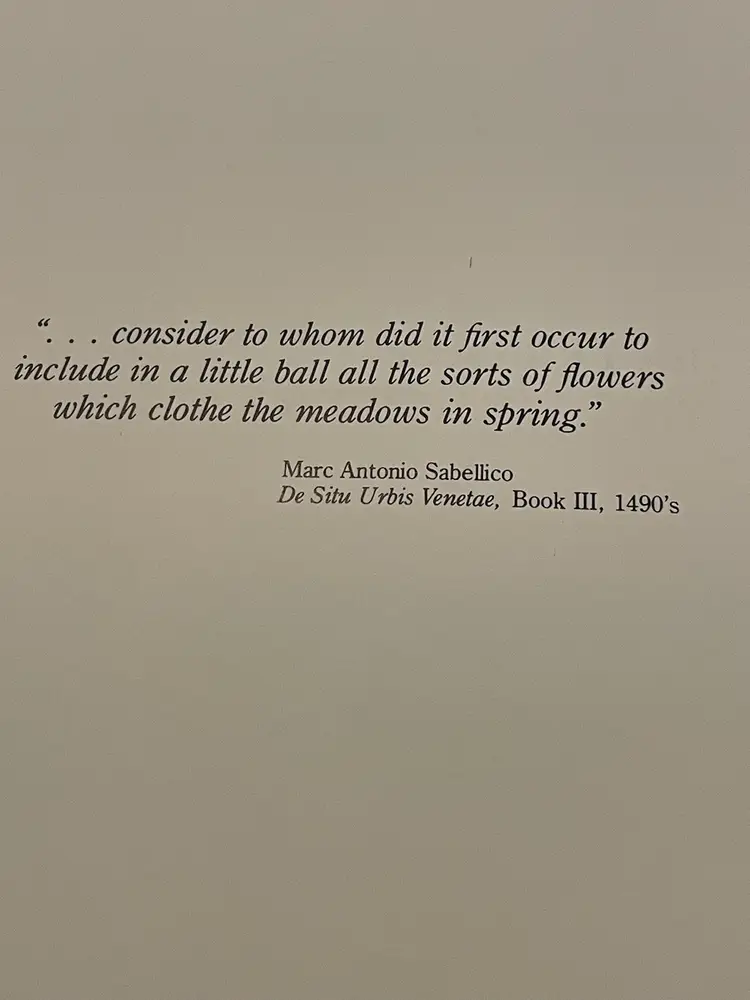 “. . . consider to whom did it first occur to
include in a little ball all the sorts of flowers
which clothe the meadows in spring.”
Marc Antonio Sabellico
De Situ Urbis Venetae, Book III, 1490’s